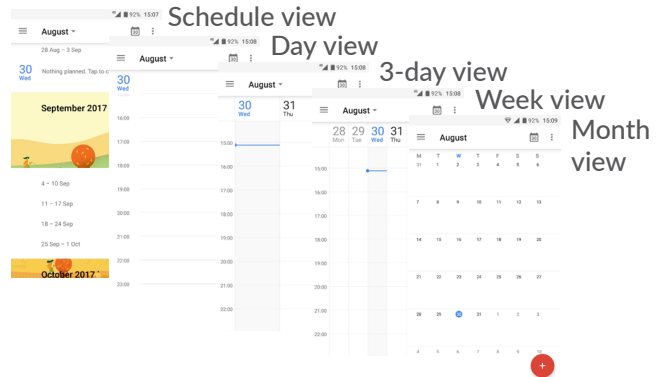 92% 15:07
Schedule view
August
28 Aug – 3 Sep
30
Wed
Nothing planned. Tap to c
September 2017
4 – 10 Sep
11 – 17 Sep
18 – 24 Sep
25 Sep – 1 Oct
October 2017
92% 15:08
Day view
August
30
Wed
16:00
17:00
18:00
19:00
20:00
21:00
22:00
23:00
92% 15:08
3-day view
August
30 31
Wed Thu
15:00
16:00
17:00
18:00
19:00
20:00
21:00
22:00
92% 15:08
Week view
August
28 29 30 31
Mon Tue Wed Thu
15:00
16:00
17:00
18:00
19:00
20:00
21:00
22:00
92% 15:09
Month
view
August
M T W T F S S
31 1 2 3 4 5 6
7 8 9 10 11 12 13
14 15 16 17 18 19 20
21 22 23 24 25 26 27
28 29 30 31 1 2 3
4 5 6 7 8 9 10